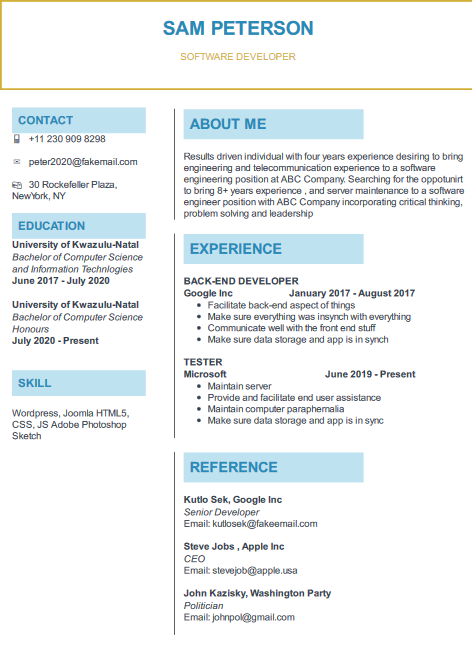 SAM PETERSON
SOFTWARE DEVELOPER
CONTACT
+11 230 909 8298
peter2020@fakemail.com
30 Rockefeller Plaza,
NewYork, NY
EDUCATION
University of Kwazulu-Natal
Bachelor of Computer Science
and Information Technlogies
June 2017 - July 2020
University of Kwazulu-Natal
Bachelor of Computer Science
Honours
July 2020 - Present
SKILL
Wordpress, Joomla HTML5,
CSS, JS Adobe Photoshop
Sketch
ABOUT ME
Results driven individual with four years experience desiring to bring
engineering and telecommunication experience to a software
engineering position at ABC Company. Searching for the oppotunirt
to bring 8+ years experience , and server maintenance to a software
engineer position with ABC Company incorporating critical thinking,
problem solving and leadership
EXPERIENCE
BACK-END DEVELOPER
Google Inc January 2017 - August 2017
• Facilitate back-end aspect of things
• Make sure everything was insynch with everything
• Communicate well with the front end stuff
• Make sure data storage and app is in synch
TESTER
Microsoft June 2019 - Present
• Maintain server
• Provide and facilitate end user assistance
• Maintain computer paraphernalia
• Make sure data storage and app is in sync
REFERENCE
Kutlo Sek, Google Inc
Senior Developer
Email: kutlosek@fakeemail.com
Steve Jobs , Apple Inc
CEO
Email: stevejob@apple.usa
John Kazisky, Washington Party
Politician
Email: johnpol@gmail.com